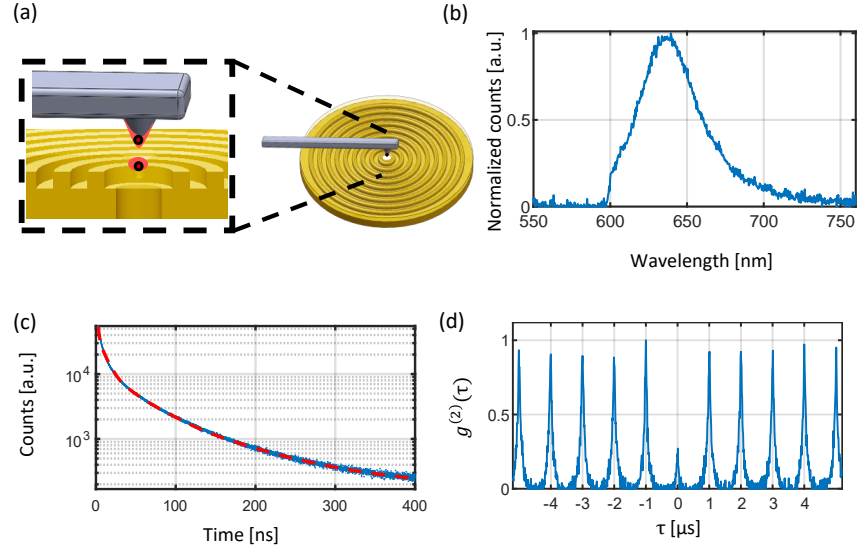 (a)
(b)
Normalized counts [a.u.]
1
0.5
0
550
600
650
700
750
Wavelength [nm]
(c)
Counts [a.u.]
10⁴
10³
0
100
200
300
400
Time [ns]
(d)
g⁽²⁾(τ)
1
0.5
0
-4
-3
-2
-1
0
1
2
3
4
τ [μs]